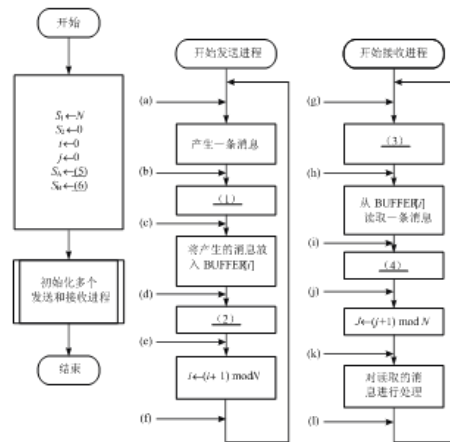 开始
S₁←N
S₂←0
i←0
j←0
Sₙ←(5)
Sₘ←(6)
初始化多个
发送和接收进程
结束
开始发送进程
(a)
产生一条消息
(b)
(1)
(c)
将产生的消息放
入 BUFFER[i]
(d)
(2)
(e)
i←(i+ 1) modN
(f)
开始接收进程
(g)
(3)
(h)
从 BUFFER[j]
读取一条消息
(i)
(4)
(j)
J←(j+1) mod N
(k)
对读取的消
息进行处理
(l)